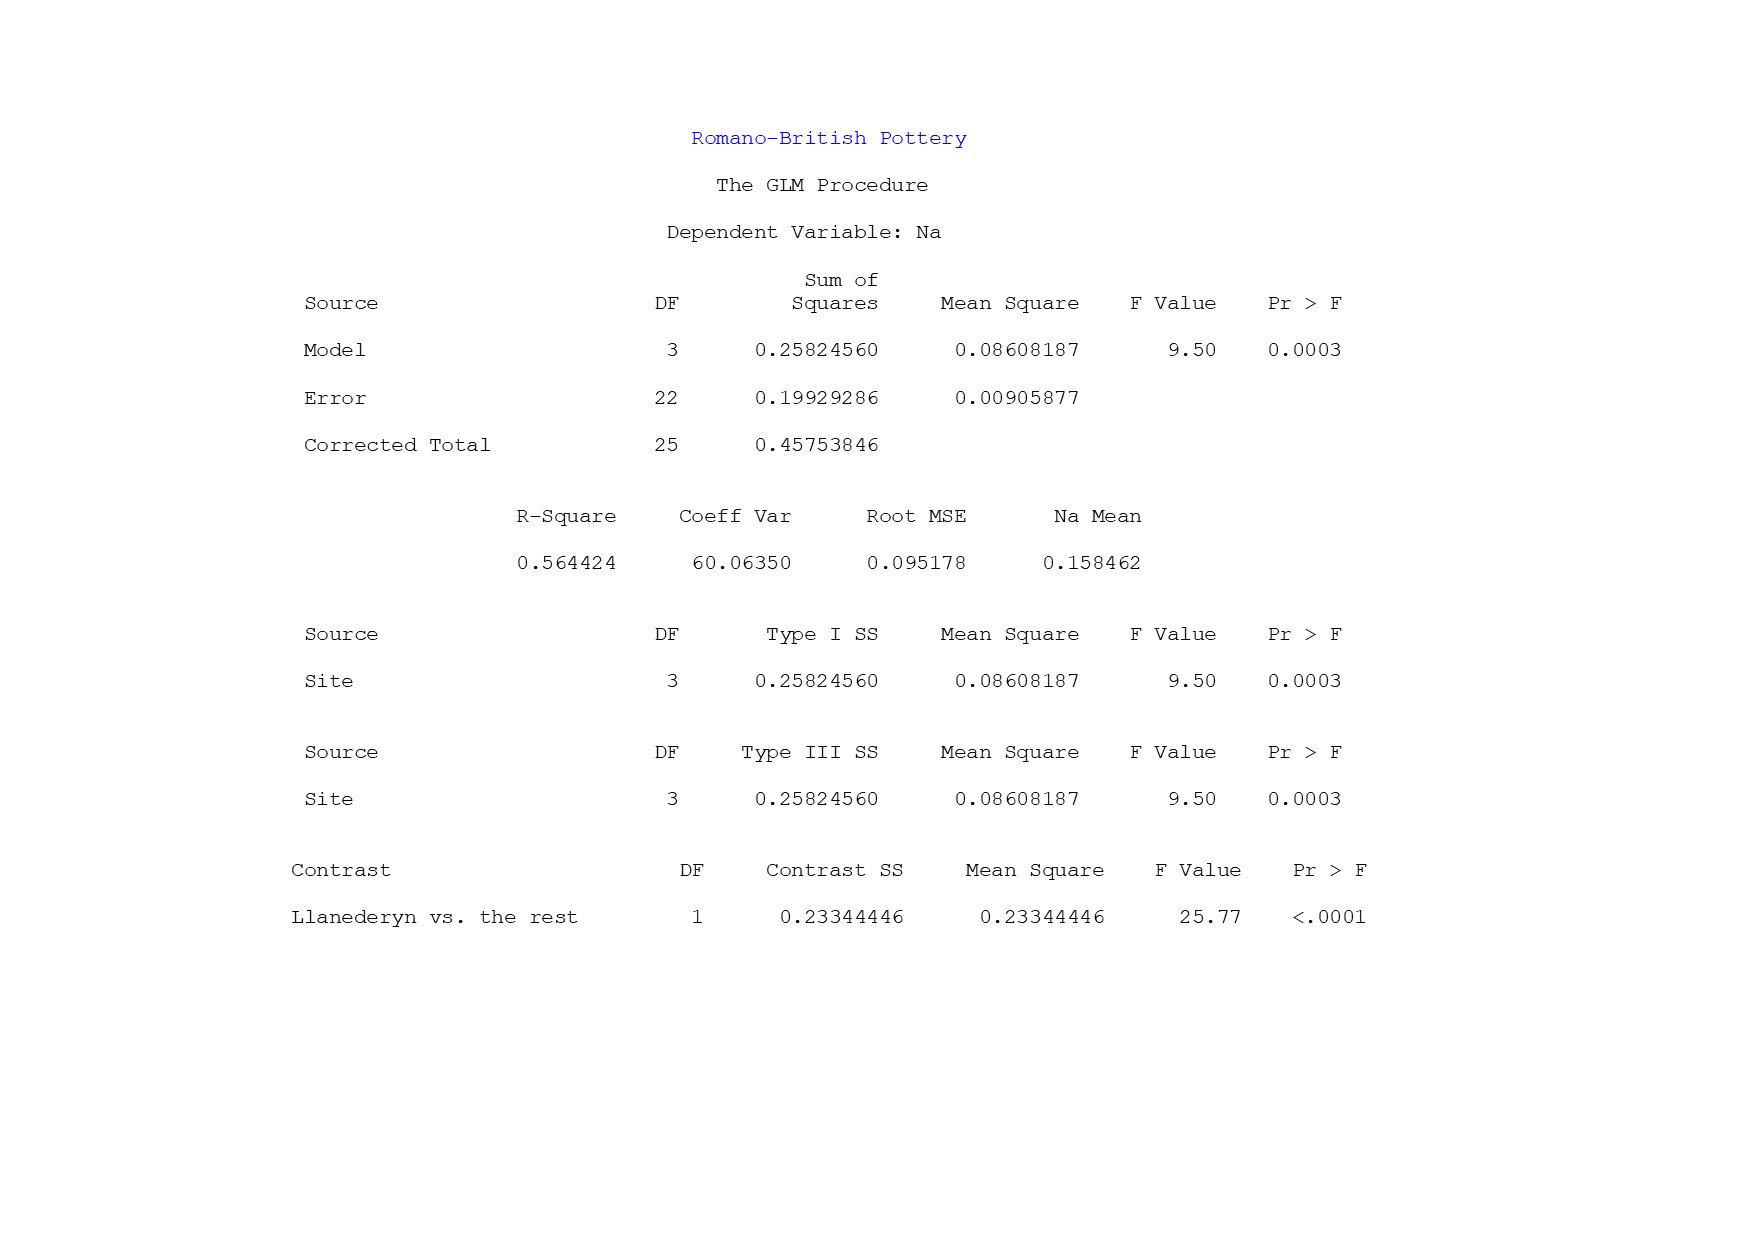 Romano-British Pottery
The GLM Procedure
Dependent Variable: Na
Sum of
Source DF Squares Mean Square F Value Pr > F
Model 3 0.25824560 0.08608187 9.50 0.0003
Error 22 0.19929286 0.00905877
Corrected Total 25 0.45753846
R-Square Coeff Var Root MSE Na Mean
0.564424 60.06350 0.095178 0.158462
Source DF Type I SS Mean Square F Value Pr > F
Site 3 0.25824560 0.08608187 9.50 0.0003
Source DF Type III SS Mean Square F Value Pr > F
Site 3 0.25824560 0.08608187 9.50 0.0003
Contrast DF Contrast SS Mean Square F Value Pr > F
Llanederyn vs. the rest 1 0.23344446 0.23344446 25.77 <.0001